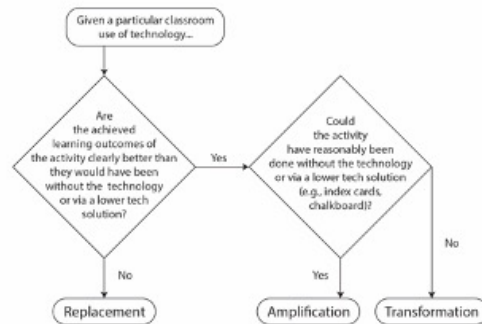 Given a particular classroom
use of technology...
Are
the achieved
learning outcomes of
the activity clearly better than
they would have been
without the technology
or via a lower tech
solution?
Yes
Could
the activity
have reasonably been
done without the technology
or via a lower tech solution
(e.g., index cards,
chalkboard)?
No
No
Yes
Replacement
Amplification
Transformation